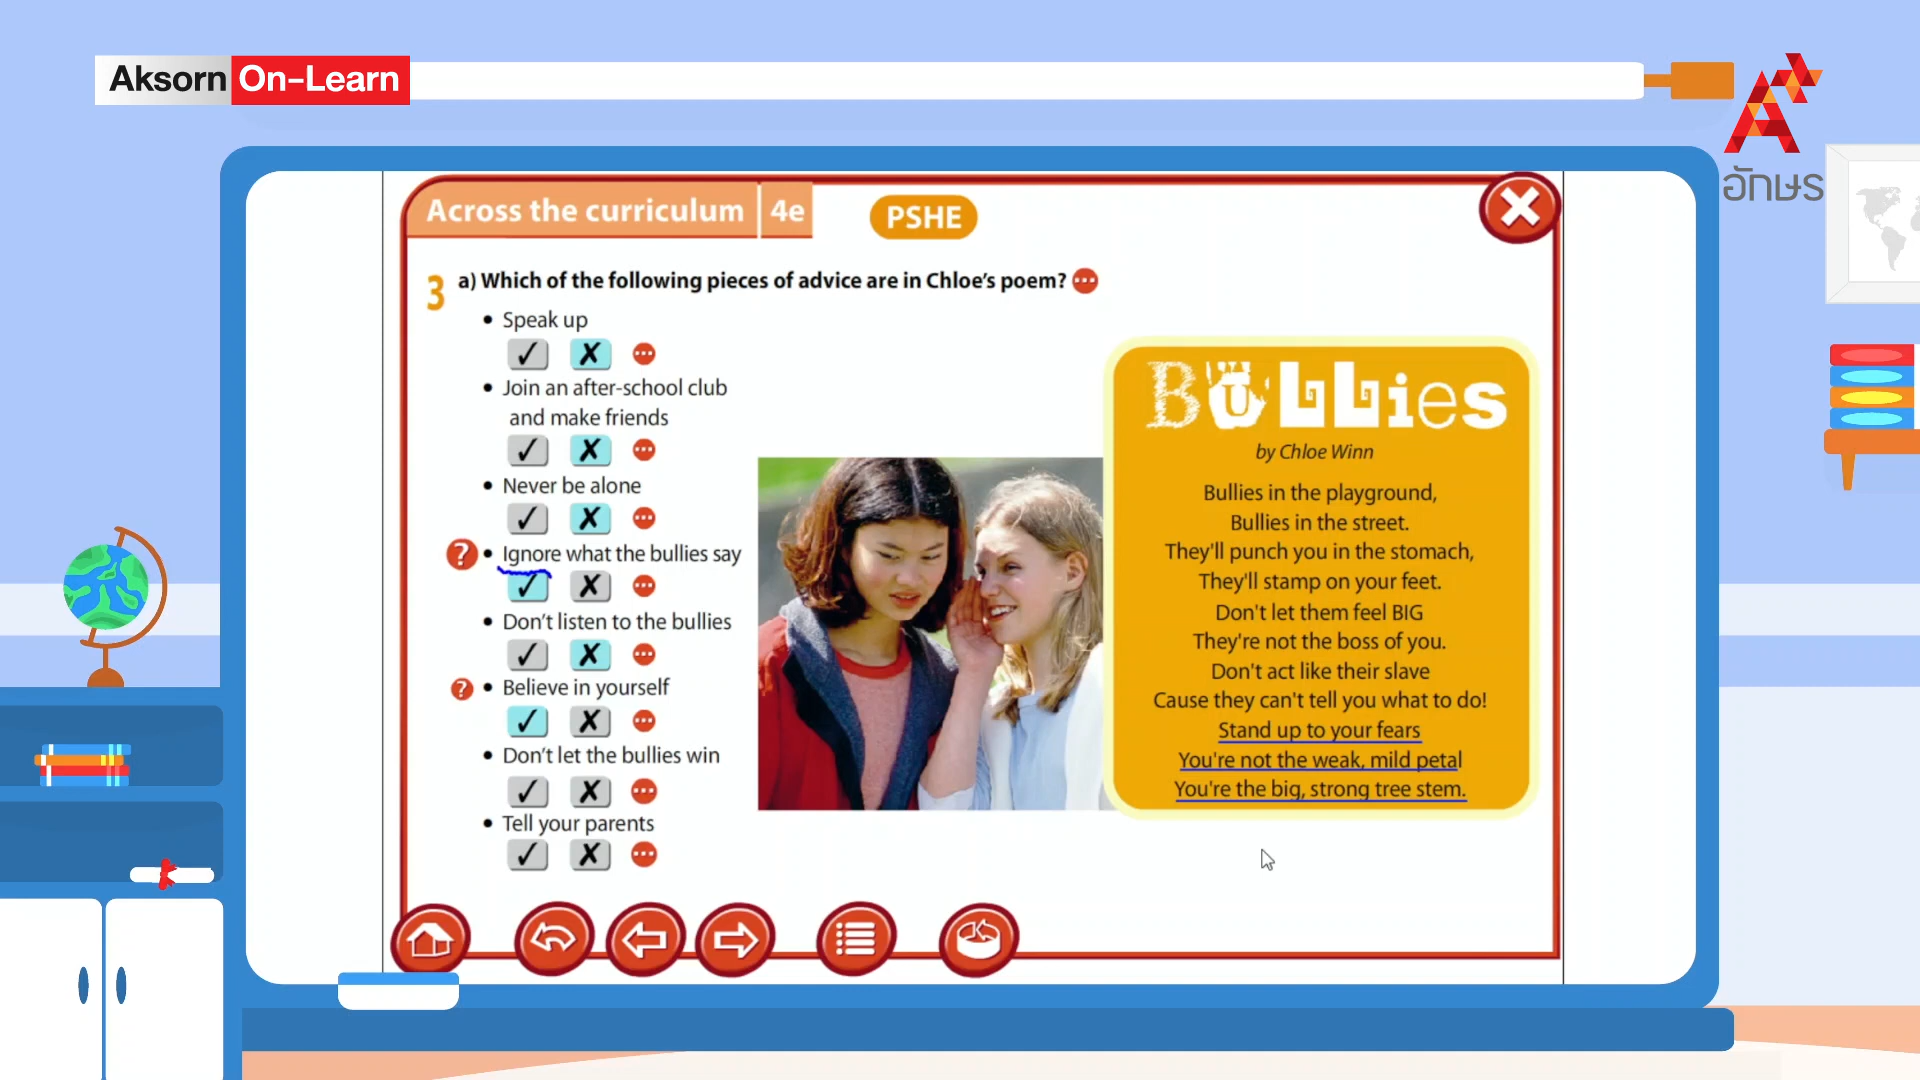 Aksorn On-Learn
อักษร
Across the curriculum 4e
PSHE
3 a) Which of the following pieces of advice are in Chloe's poem?
• Speak up
✓ ✗
• Join an after-school club
and make friends
✓ ✗
• Never be alone
✓ ✗
? • Ignore what the bullies say
✓ ✗
• Don't listen to the bullies
✓ ✗
? • Believe in yourself
✓ ✗
• Don't let the bullies win
✓ ✗
• Tell your parents
✓ ✗
BULLies
by Chloe Winn
Bullies in the playground,
Bullies in the street.
They'll punch you in the stomach,
They'll stamp on your feet.
Don't let them feel BIG
They're not the boss of you.
Don't act like their slave
Cause they can't tell you what to do!
Stand up to your fears
You're not the weak, mild petal
You're the big, strong tree stem.